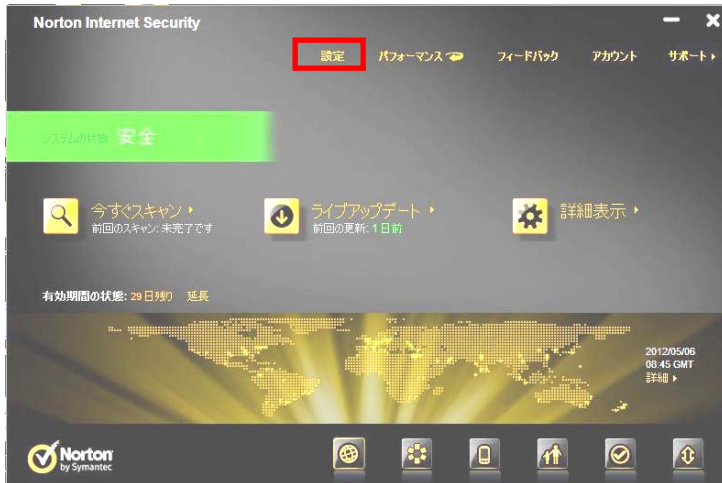 Norton Internet Security
設定 パフォーマンス フィードバック アカウント サポート
システムの状態: 安全
今すぐスキャン
前回のスキャン: 未完了です
ライブアップデート
前回の更新: 1日前
詳細表示
有効期間の状態: 29日残り 延長
2012/05/06
08:45 GMT
詳細
Norton
by Symantec